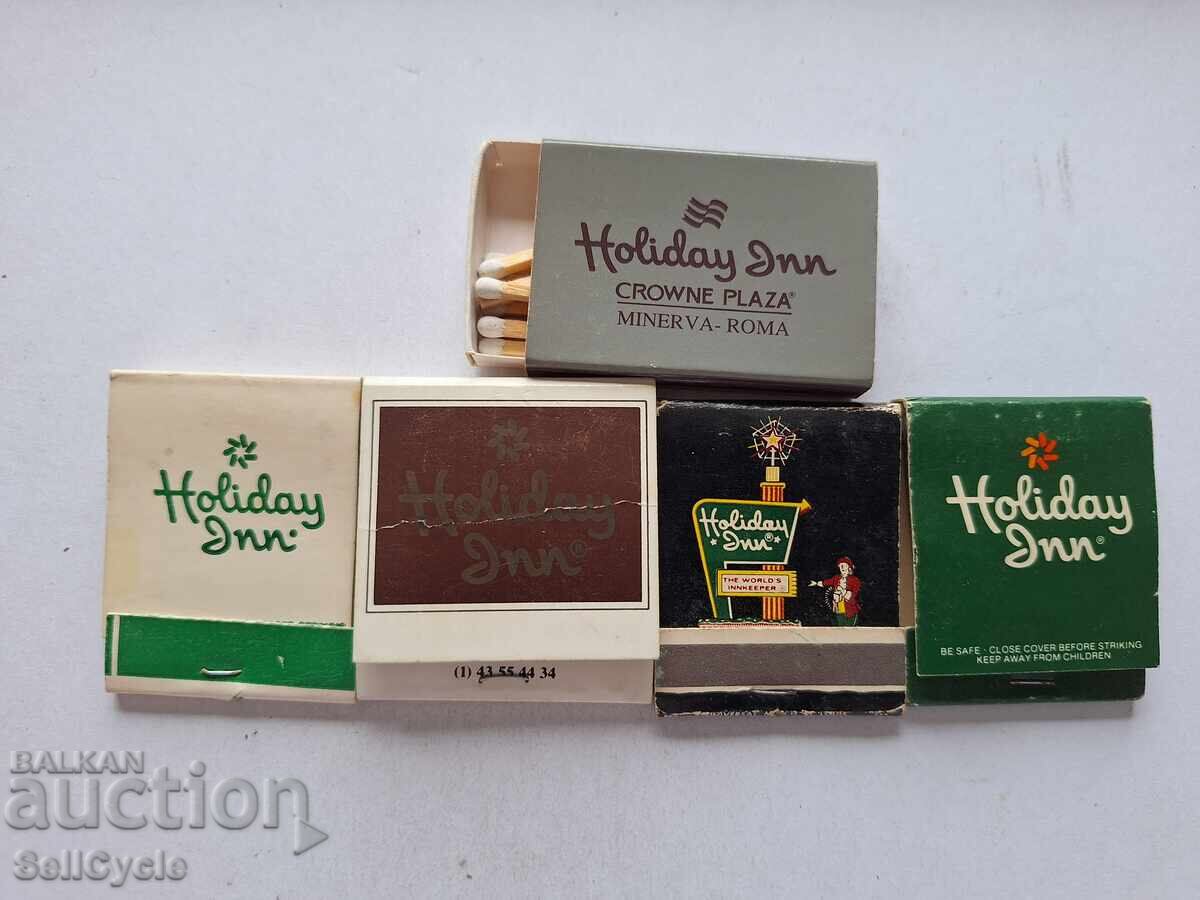 Holiday Inn
CROWNE PLAZA®
MINERVA- ROMA
Holiday
Inn
Holiday
Inn®
(1) 43 55 44 34
Holiday
Inn®
THE WORLD'S
INNKEEPER
Holiday
Inn®
BE SAFE · CLOSE COVER BEFORE STRIKING
KEEP AWAY FROM CHILDREN
BALKAN
auction
SellCycle